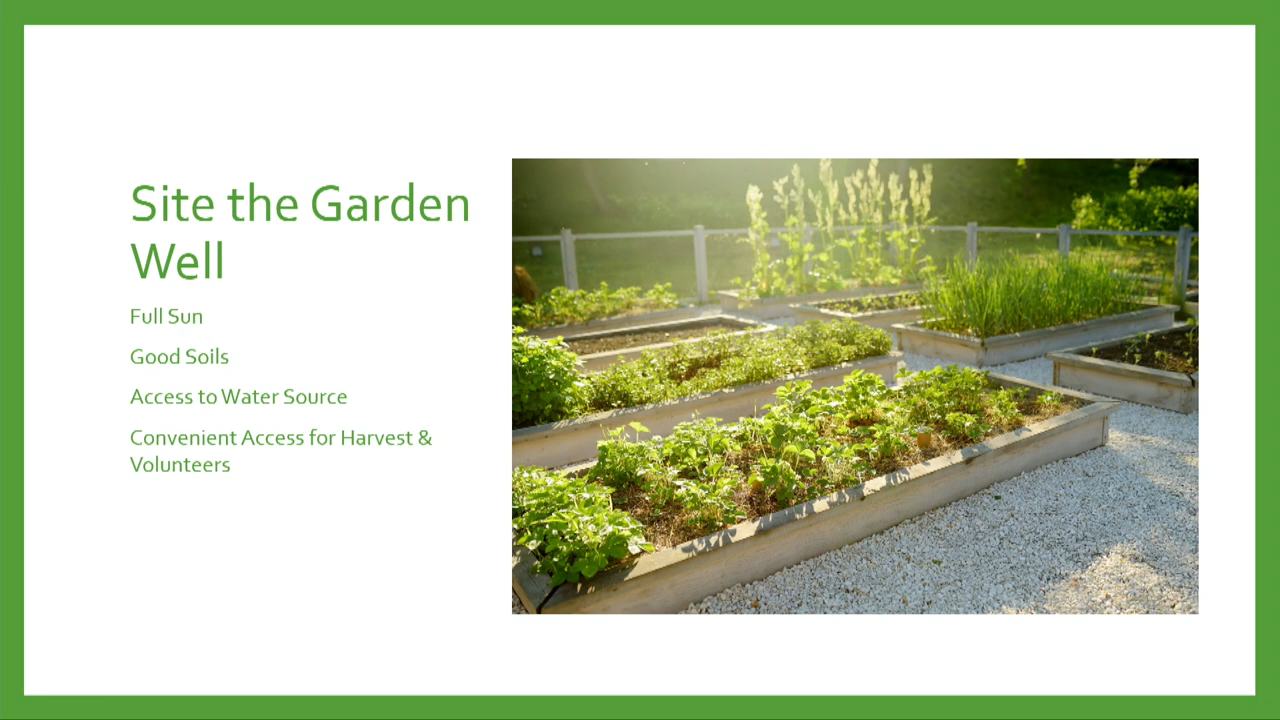 Site the Garden
Well
Full Sun
Good Soils
Access to Water Source
Convenient Access for Harvest &
Volunteers